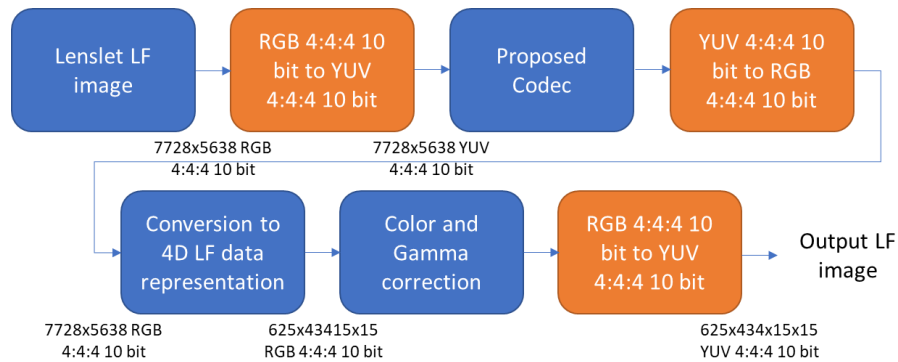 Lenslet LF
image
RGB 4:4:4 10
bit to YUV
4:4:4 10 bit
Proposed
Codec
YUV 4:4:4 10
bit to RGB
4:4:4 10 bit
7728x5638 RGB
4:4:4 10 bit
7728x5638 YUV
4:4:4 10 bit
Conversion to
4D LF data
representation
Color and
Gamma
correction
RGB 4:4:4 10
bit to YUV
4:4:4 10 bit
Output LF
image
7728x5638 RGB
4:4:4 10 bit
625x43415x15
RGB 4:4:4 10 bit
625x434x15x15
YUV 4:4:4 10 bit